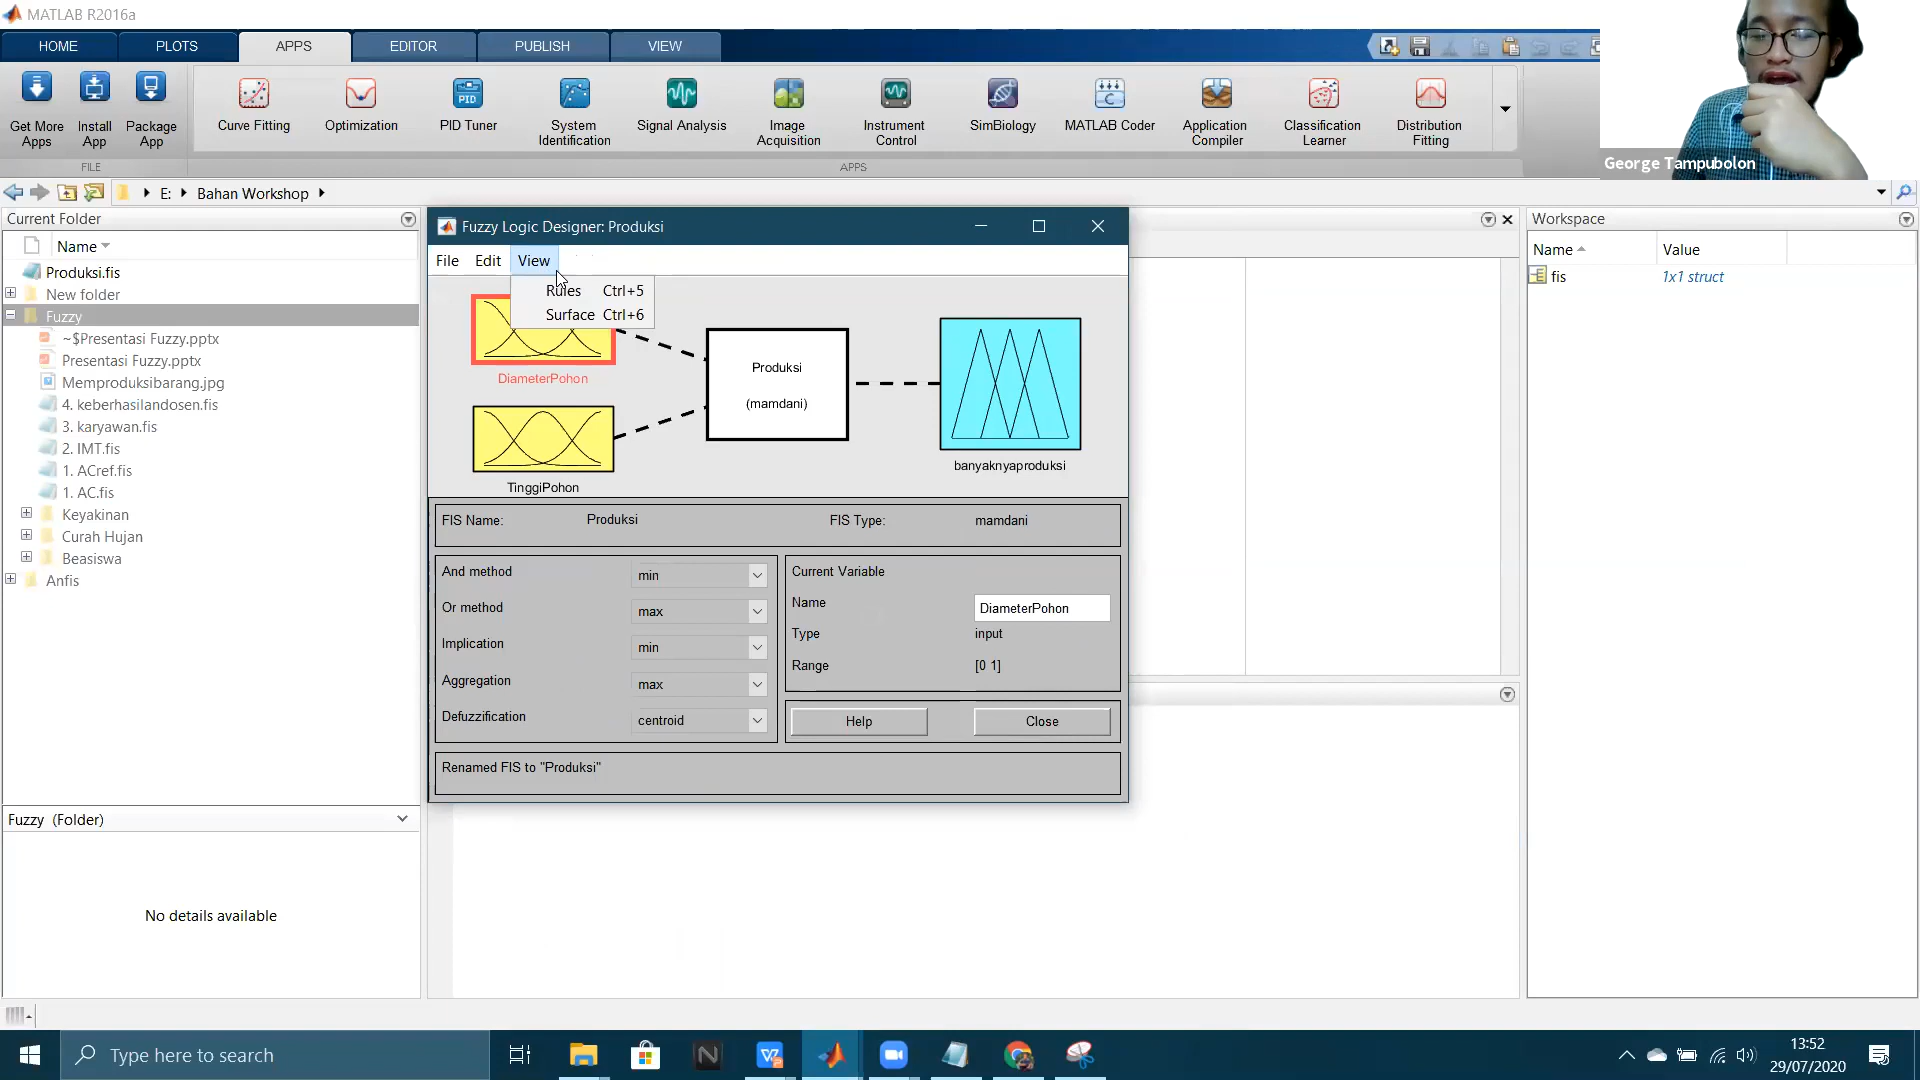 MATLAB R2016a
HOME PLOTS APPS EDITOR PUBLISH VIEW
Get More Apps
Install App
Package App
Curve Fitting
Optimization
PID Tuner
System Identification
Signal Analysis
Image Acquisition
Instrument Control
SimBiology
MATLAB Coder
Application Compiler
Classification Learner
Distribution Fitting
FILE
APPS
George Tampubolon
E: Bahan Workshop
Current Folder
Name
Produksi.fis
New folder
Fuzzy
~$Presentasi Fuzzy.pptx
Presentasi Fuzzy.pptx
Memproduksibarang.jpg
4. keberhasilandosen.fis
3. karyawan.fis
2. IMT.fis
1. ACref.fis
1. AC.fis
Keyakinan
Curah Hujan
Beasiswa
Anfis
Fuzzy (Folder)
No details available
Fuzzy Logic Designer: Produksi
File Edit View
Rules Ctrl+5
Surface Ctrl+6
DiameterPohon
TinggiPohon
Produksi
(mamdani)
banyaknyaproduksi
FIS Name: Produksi FIS Type: mamdani
And method min
Or method max
Implication min
Aggregation max
Defuzzification centroid
Current Variable
Name DiameterPohon
Type input
Range [0 1]
Help Close
Renamed FIS to "Produksi"
Workspace
Name Value
fis 1x1 struct
Type here to search
13:52
29/07/2020